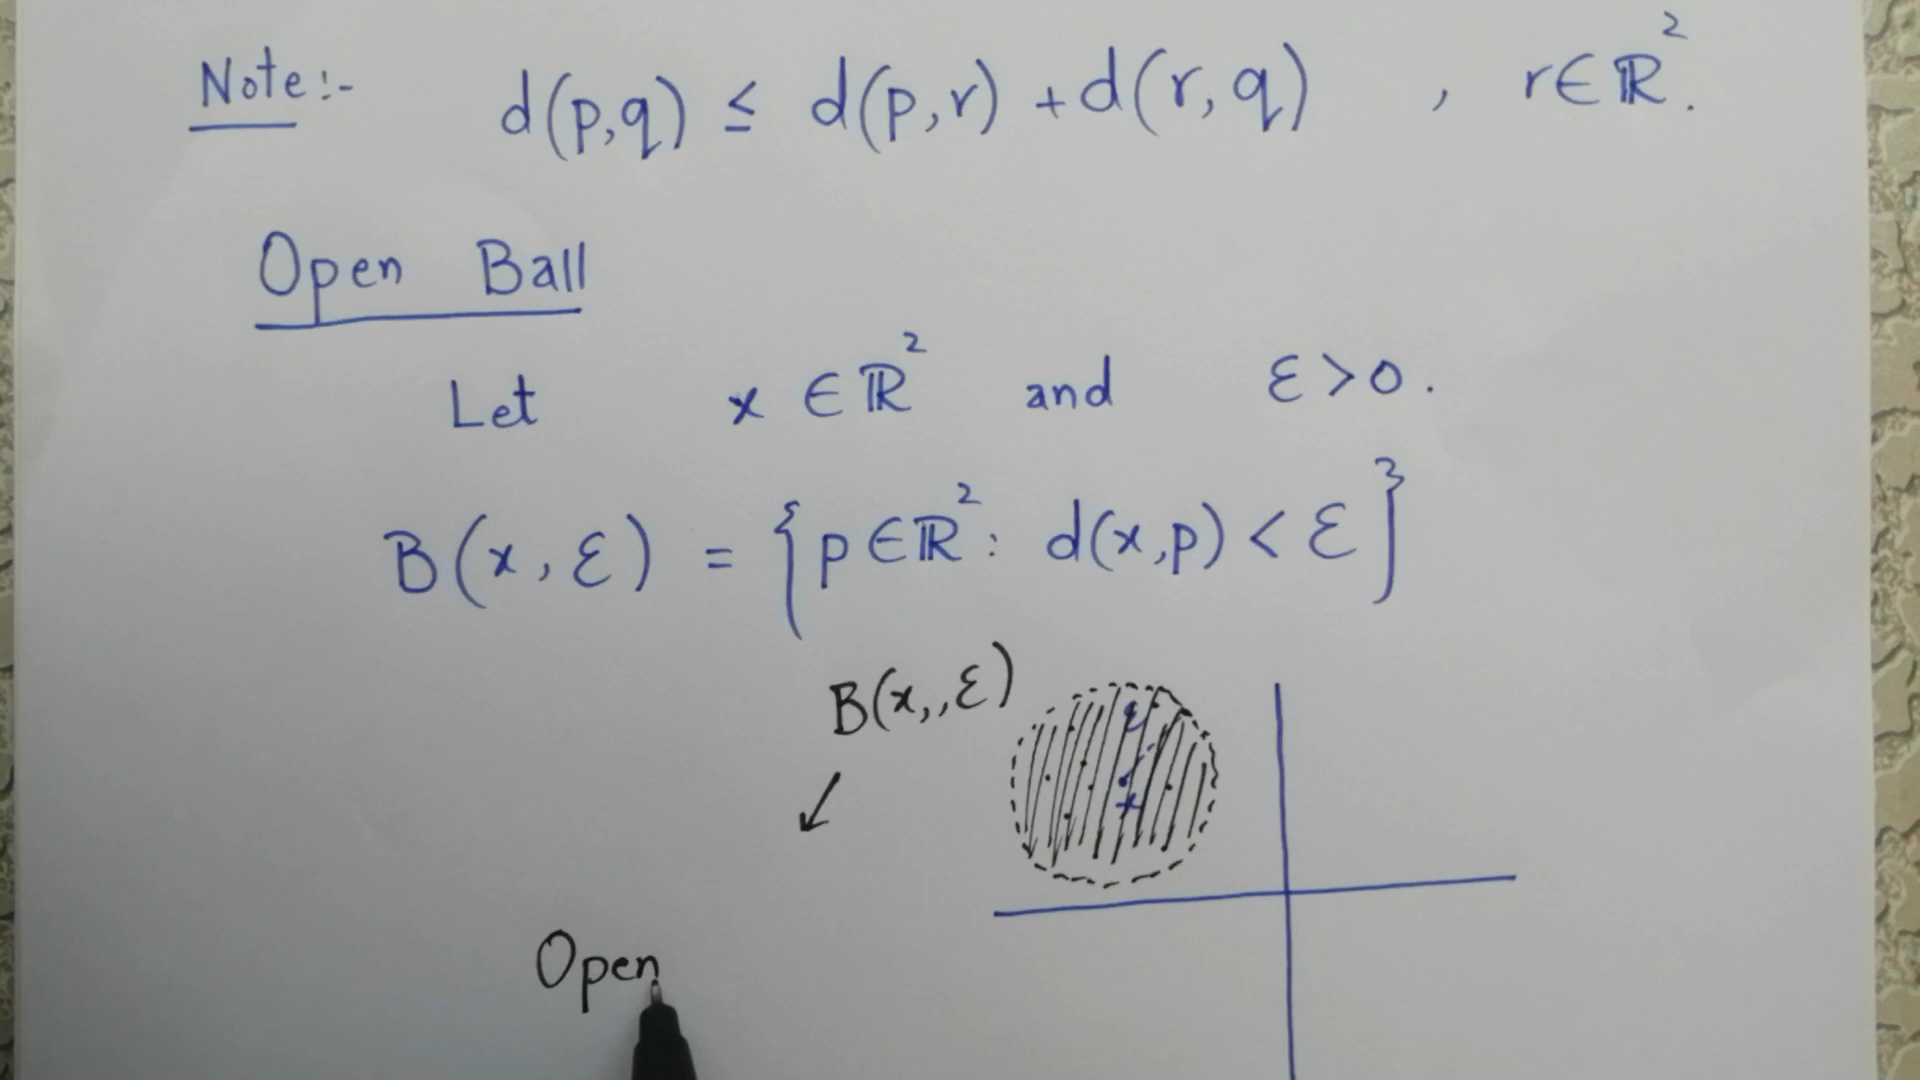 Note:- d(p,q) ≤ d(p,r) + d(r,q) , r∈ℝ².
Open Ball
Let x ∈ ℝ² and ε>0.
B(x,ε) = {p∈ℝ²: d(x,p) < ε}
B(x,,ε)
ε
x
Open